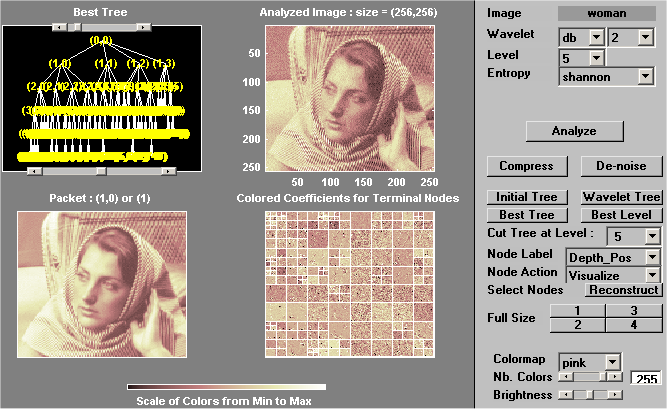 Best Tree
(0,0)
(1,0) (1,1) (1,2) (1,3)
Analyzed Image : size = (256,256)
50
100
150
200
250
50 100 150 200 250
Packet : (1,0) or (1)
Colored Coefficients for Terminal Nodes
Scale of Colors from Min to Max
Image woman
Wavelet db 2
Level 5
Entropy shannon
Analyze
Compress De-noise
Initial Tree Wavelet Tree
Best Tree Best Level
Cut Tree at Level : 5
Node Label Depth_Pos
Node Action Visualize
Select Nodes Reconstruct
Full Size 1 3
2 4
Colormap pink
Nb. Colors 255
Brightness